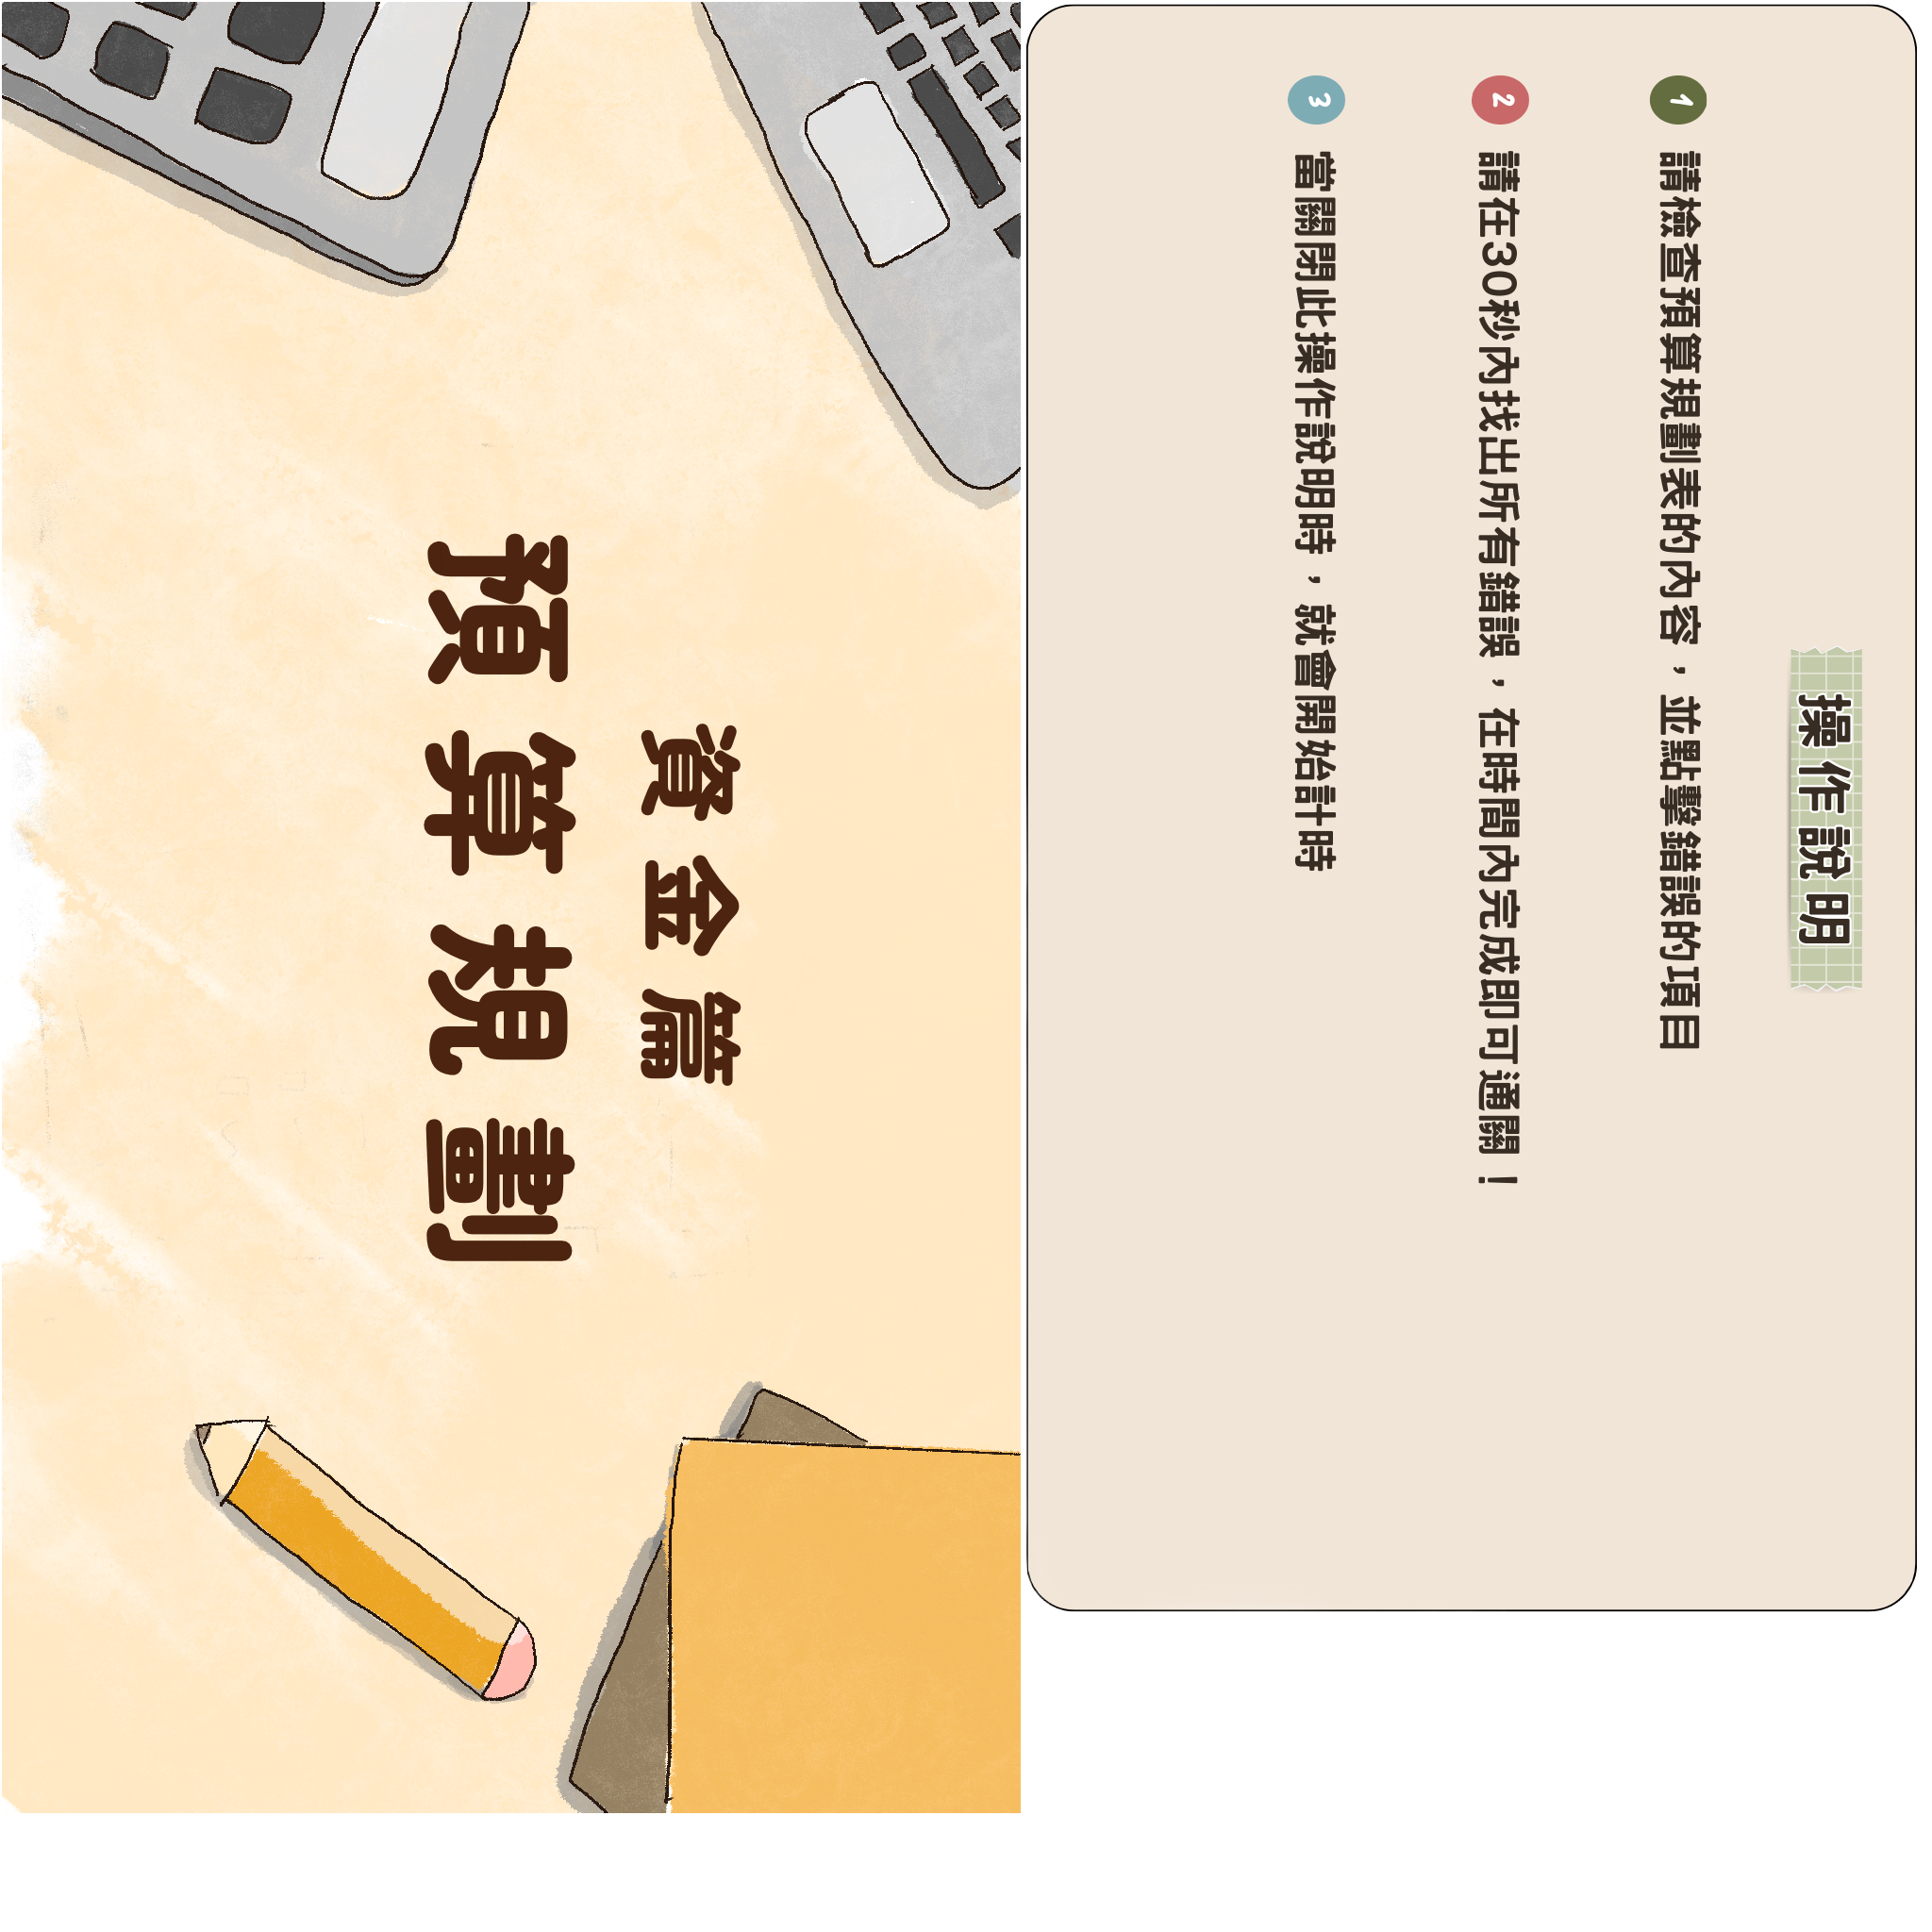 資金篇
預算規劃
操作說明
1 請檢查預算規劃表的內容，並點擊錯誤的項目
2 請在30秒內找出所有錯誤，在時間內完成即可通關！
3 當關閉此操作說明時，就會開始計時